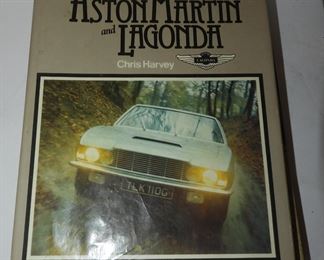 ASTON MARTIN
and LAGONDA
Chris Harvey
LAGONDA
TLK 110G